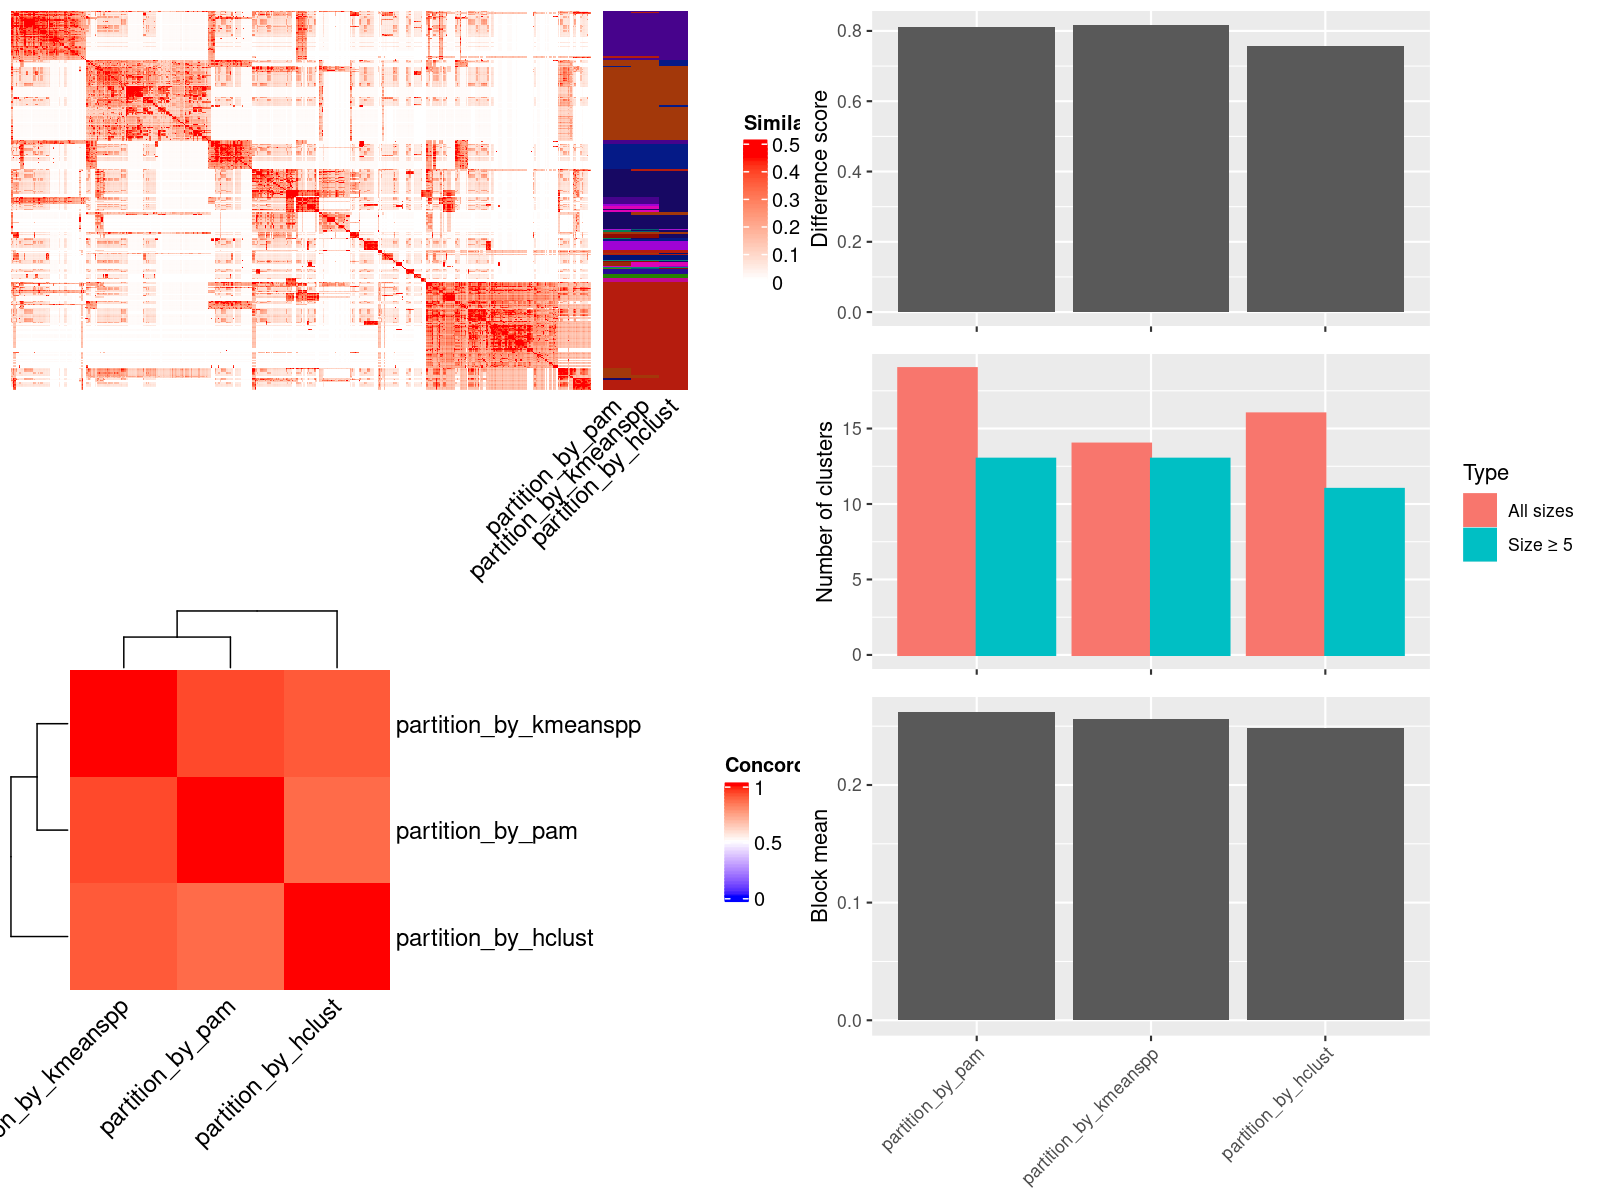 Simila
0.5
0.4
0.3
0.2
0.1
0
partition_by_pam
partition_by_kmeanspp
partition_by_hclust
partition_by_kmeanspp
partition_by_pam
partition_by_hclust
Concord
1
0.5
0
on_by_kmeanspp
partition_by_pam
partition_by_hclust
Difference score
0.8
0.6
0.4
0.2
0.0
Number of clusters
15
10
5
0
Type
All sizes
Size ≥ 5
Block mean
0.2
0.1
0.0
partition_by_pam
partition_by_kmeanspp
partition_by_hclust